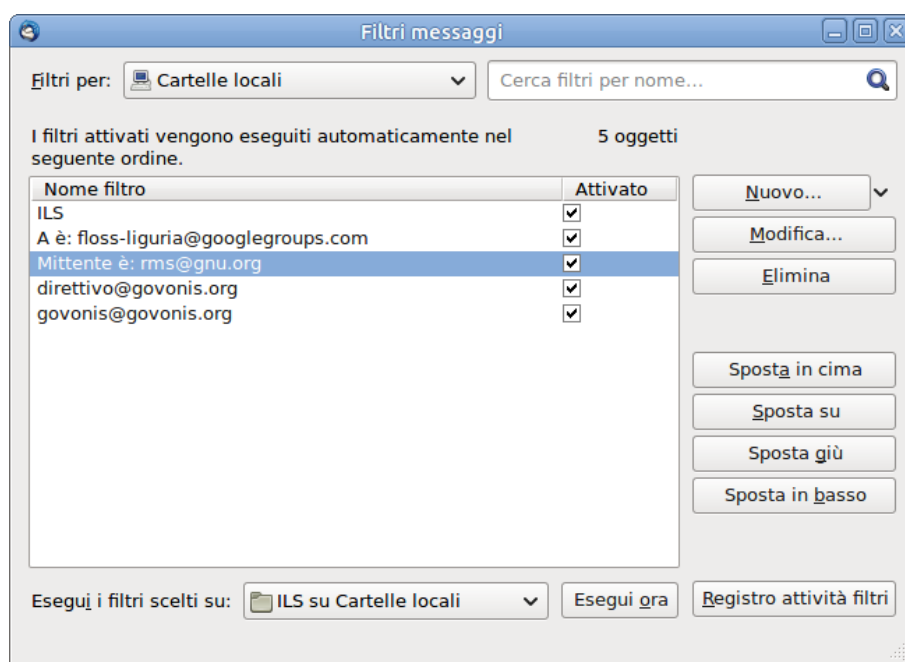 Filtri messaggi
Filtri per: Cartelle locali Cerca filtri per nome...
I filtri attivati vengono eseguiti automaticamente nel 5 oggetti
seguente ordine.
Nome filtro Attivato
ILS
A è: floss-liguria@googlegroups.com
Mittente è: rms@gnu.org
direttivo@govonis.org
govonis@govonis.org
Nuovo...
Modifica...
Elimina
Sposta in cima
Sposta su
Sposta giù
Sposta in basso
Esegui i filtri scelti su: ILS su Cartelle locali Esegui ora Registro attività filtri